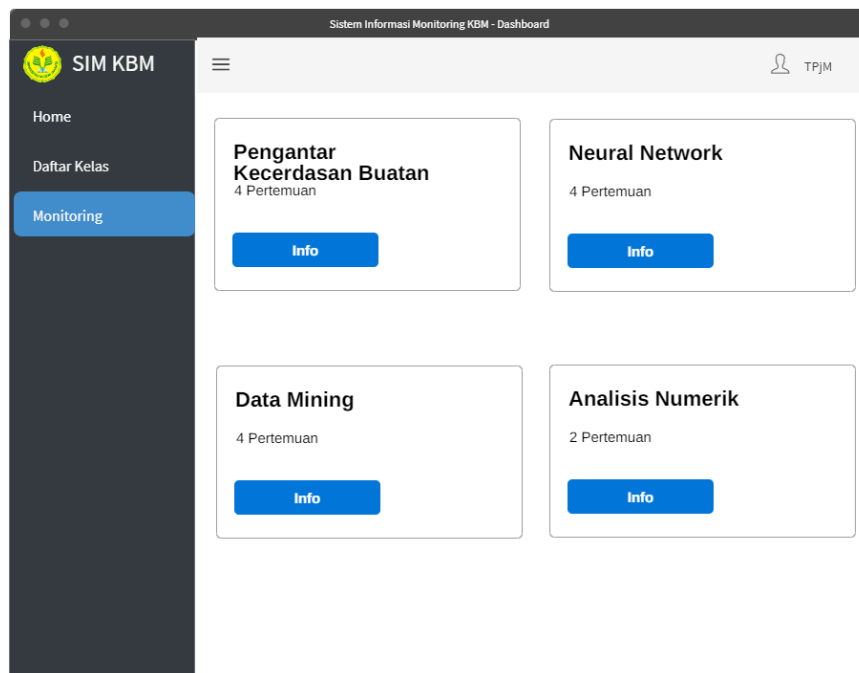 Sistem Informasi Monitoring KBM - Dashboard
SIM KBM
TPjM
Home
Daftar Kelas
Monitoring
Pengantar
Kecerdasan Buatan
4 Pertemuan
Info
Neural Network
4 Pertemuan
Info
Data Mining
4 Pertemuan
Info
Analisis Numerik
2 Pertemuan
Info